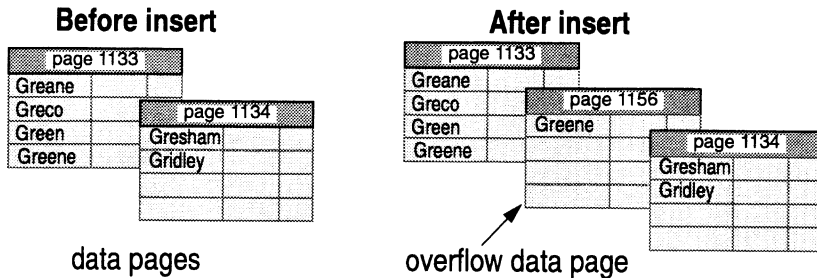 Before insert
page 1133
Greane
Greco
Green
Greene
page 1134
Gresham
Gridley
data pages
After insert
page 1133
Greane
Greco
Green
Greene
page 1156
Greene
page 1134
Gresham
Gridley
overflow data page